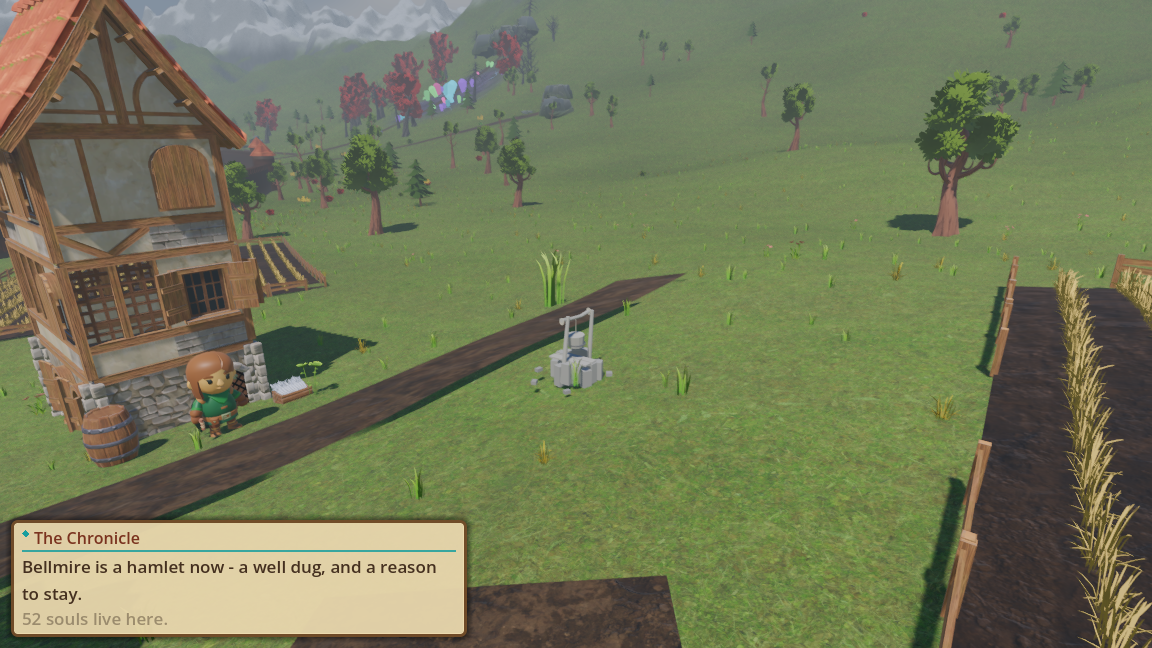 The Chronicle
Bellmire is a hamlet now - a well dug, and a reason
to stay.
52 souls live here.